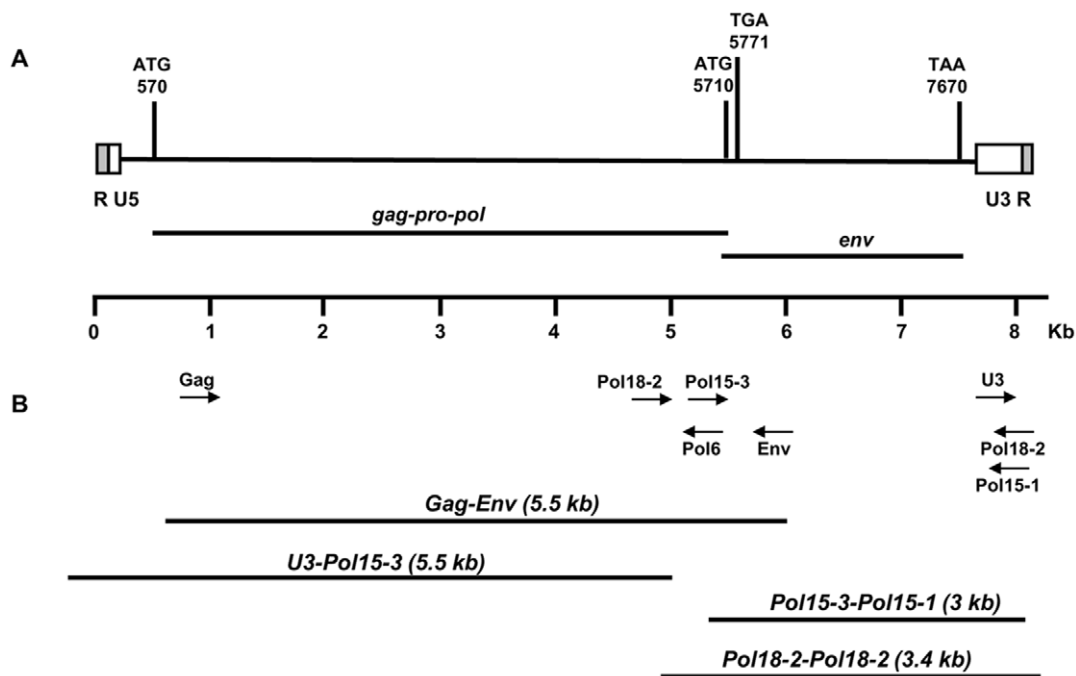 A
ATG
570
ATG
5710
TGA
5771
TAA
7670
R U5
U3 R
gag-pro-pol
env
0 1 2 3 4 5 6 7 8 Kb
B
Gag
Pol18-2
Pol15-3
U3
Pol6
Env
Pol18-2
Pol15-1
Gag-Env (5.5 kb)
U3-Pol15-3 (5.5 kb)
Pol15-3-Pol15-1 (3 kb)
Pol18-2-Pol18-2 (3.4 kb)